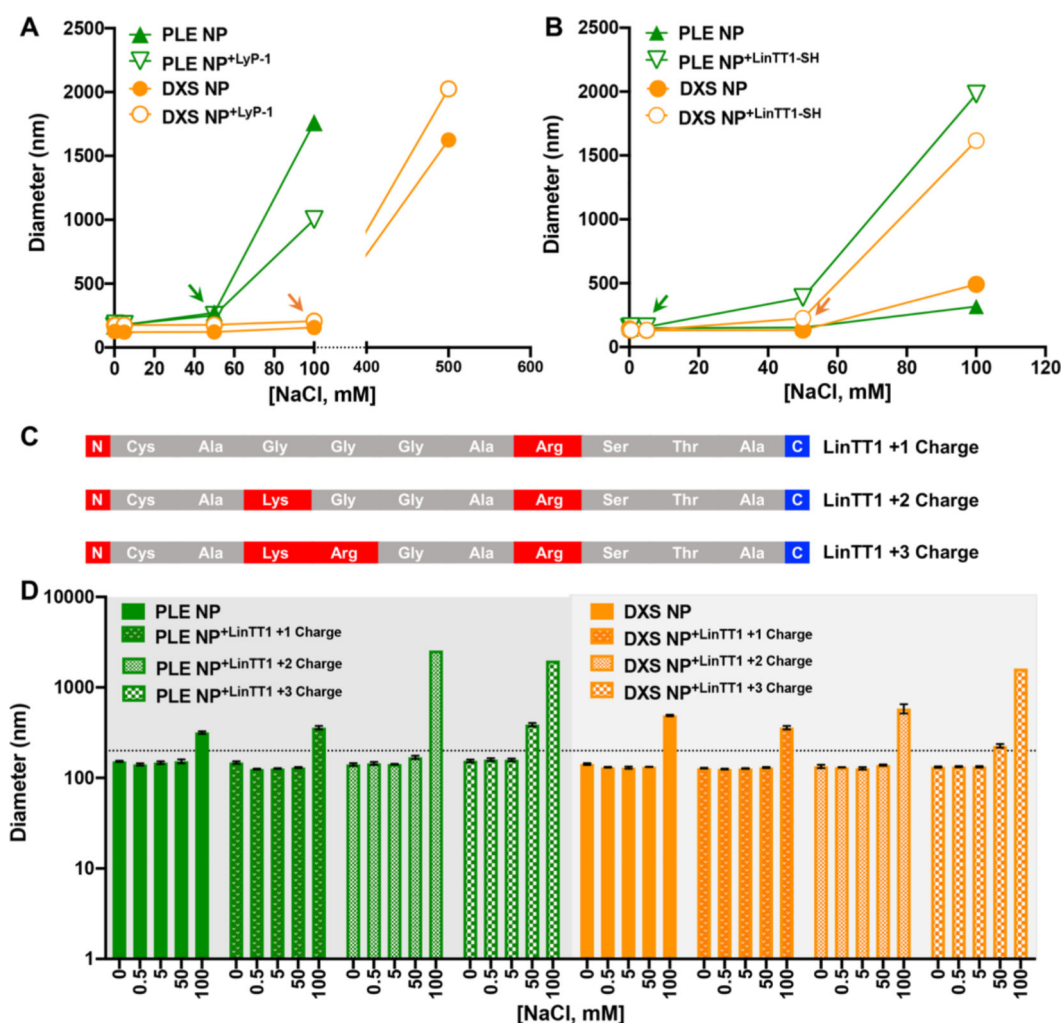 A
2500
2000
1500
1000
500
0
Diameter (nm)
PLE NP
PLE NP+LyP-1
DXS NP
DXS NP+LyP-1
0 20 40 60 80 100 400 500 600
[NaCl, mM]
B
2500
2000
1500
1000
500
0
Diameter (nm)
PLE NP
PLE NP+LinTT1-SH
DXS NP
DXS NP+LinTT1-SH
0 20 40 60 80 100 120
[NaCl, mM]
C
N Cys Ala Gly Gly Gly Ala Arg Ser Thr Ala C LinTT1 +1 Charge
N Cys Ala Lys Gly Gly Ala Arg Ser Thr Ala C LinTT1 +2 Charge
N Cys Ala Lys Arg Gly Ala Arg Ser Thr Ala C LinTT1 +3 Charge
D
10000
1000
100
10
1
Diameter (nm)
PLE NP
PLE NP+LinTT1 +1 Charge
PLE NP+LinTT1 +2 Charge
PLE NP+LinTT1 +3 Charge
DXS NP
DXS NP+LinTT1 +1 Charge
DXS NP+LinTT1 +2 Charge
DXS NP+LinTT1 +3 Charge
0 0.5 5 50 100 0 0.5 5 50 100 0 0.5 5 50 100 0 0.5 5 50 100 0 0.5 5 50 100 0 0.5 5 50 100 0 0.5 5 50 100 0 0.5 5 50 100
[NaCl, mM]